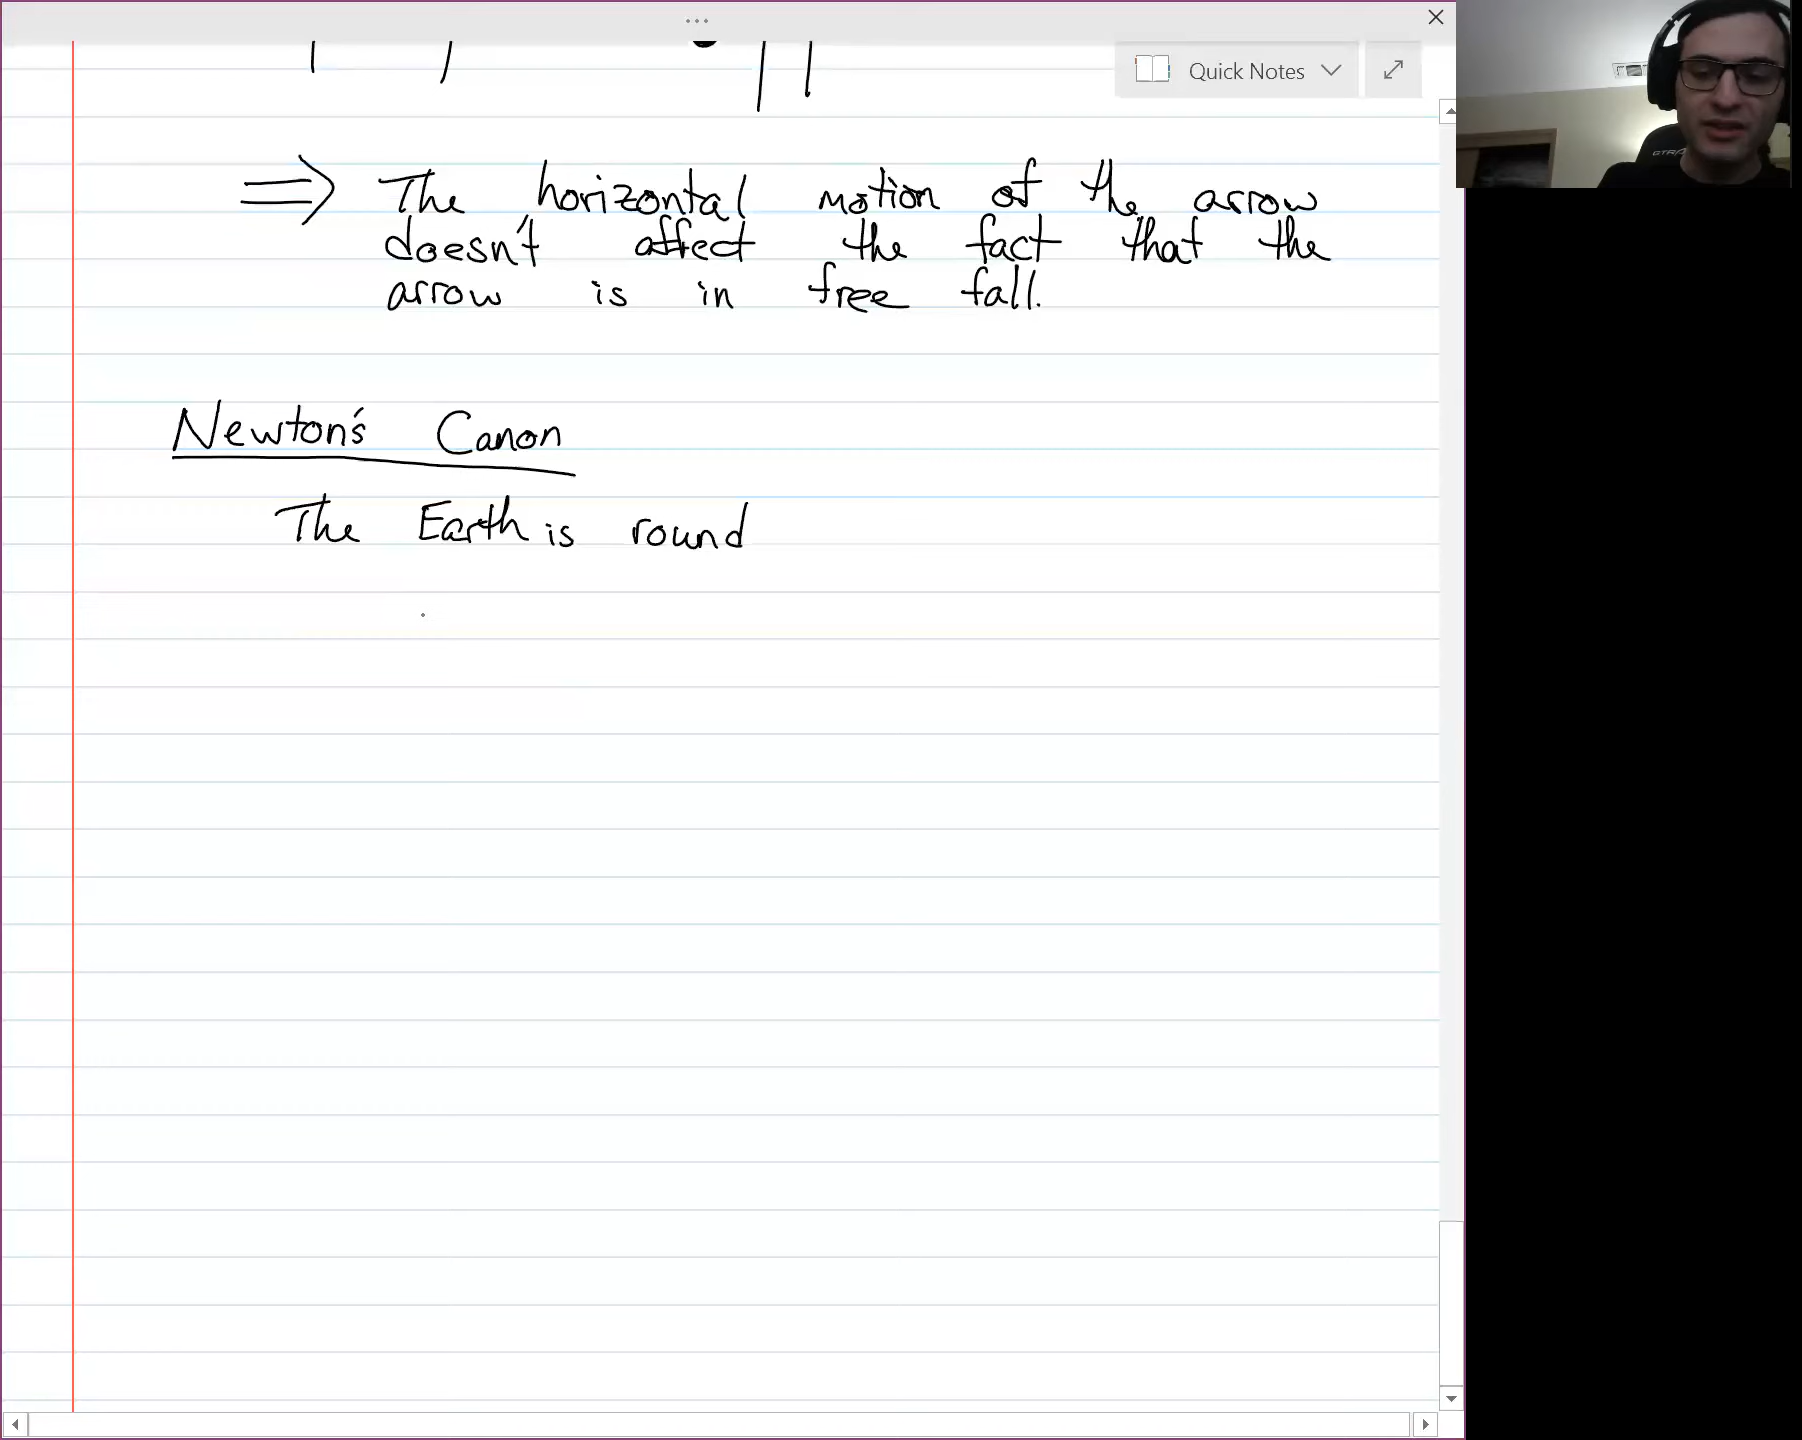 Quick Notes
⇒ The horizontal motion of the arrow
doesn't affect the fact that the
arrow is in free fall.
Newton's Canon
The Earth is round